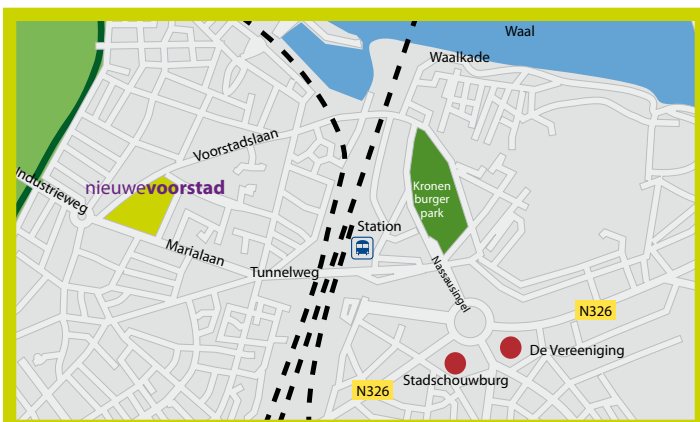 Waal
Waalkade
Voorstadslaan
nieuwevoorstad
Industrieweg
Kronen
burger
park
Station
Marialaan
Tunnelweg
Nassausingel
N326
De Vereeniging
Stadschouwburg
N326